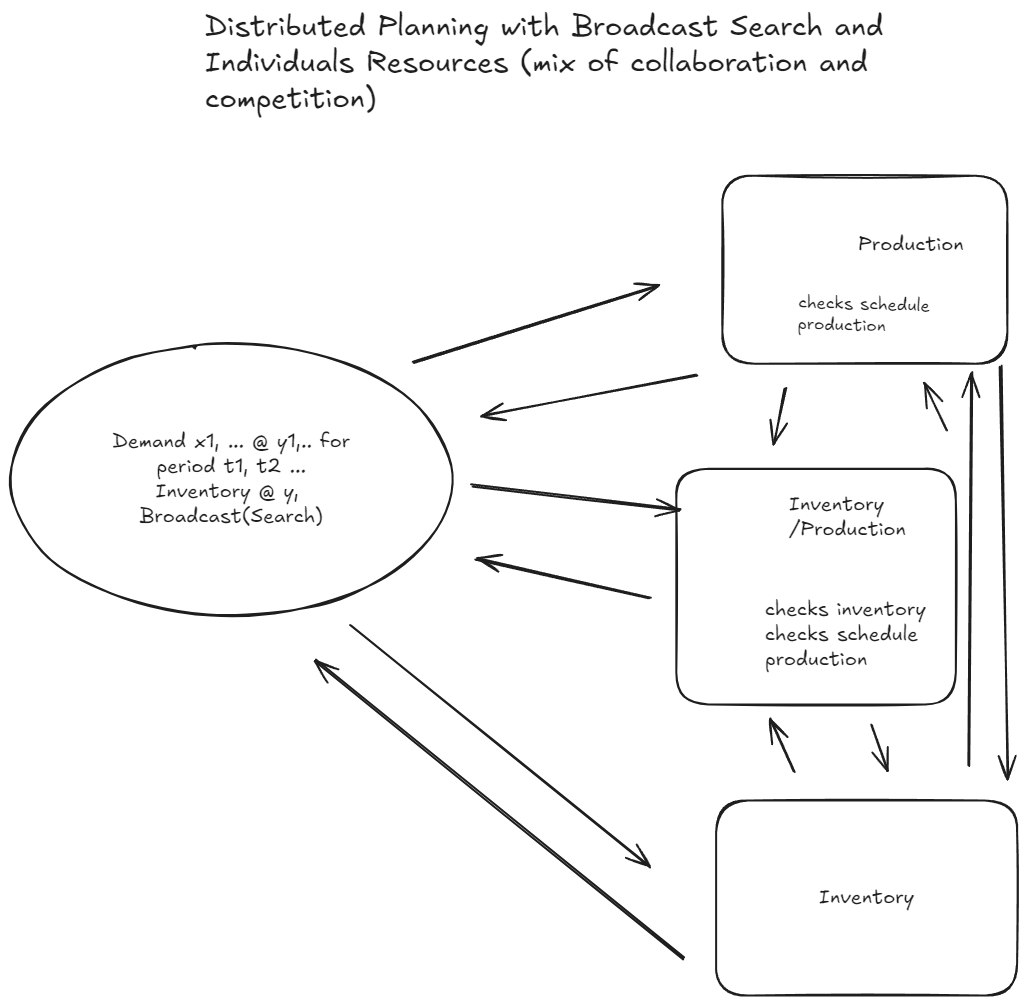 Distributed Planning with Broadcast Search and
Individuals Resources (mix of collaboration and
competition)
Production
checks schedule
production
Demand x1, ... @ y1,.. for
period t1, t2 ...
Inventory @ y,
Broadcast(Search)
Inventory
/Production
checks inventory
checks schedule
production
Inventory